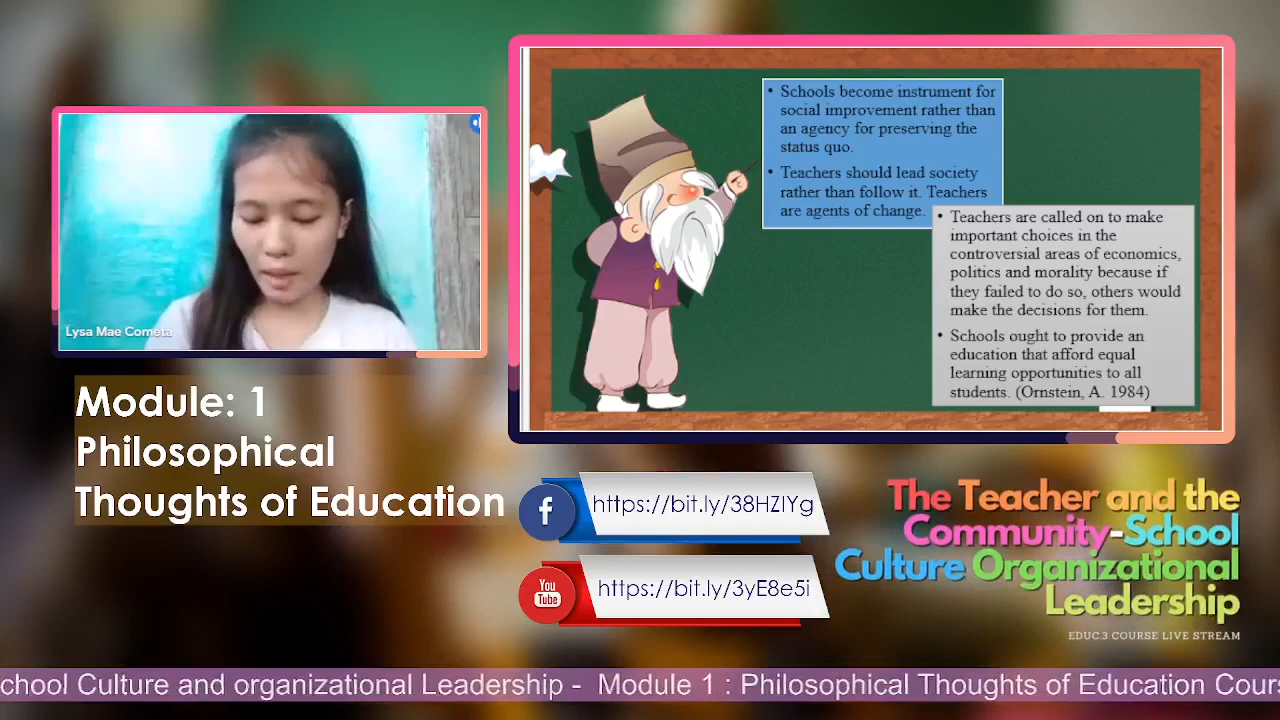 Lysa Mae Cometa
Module: 1
Philosophical
Thoughts of Education
• Schools become instrument for
social improvement rather than
an agency for preserving the
status quo.
• Teachers should lead society
rather than follow it. Teachers
are agents of change.
• Teachers are called on to make
important choices in the
controversial areas of economics,
politics and morality because if
they failed to do so, others would
make the decisions for them.
• Schools ought to provide an
education that afford equal
learning opportunities to all
students. (Ornstein, A. 1984)
f
https://bit.ly/38HZIYg
You
Tube
https://bit.ly/3yE8e5i
The Teacher and the
Community-School
Culture Organizational
Leadership
EDUC.3 COURSE LIVE STREAM
chool Culture and organizational Leadership - Module 1 : Philosophical Thoughts of Education Cours